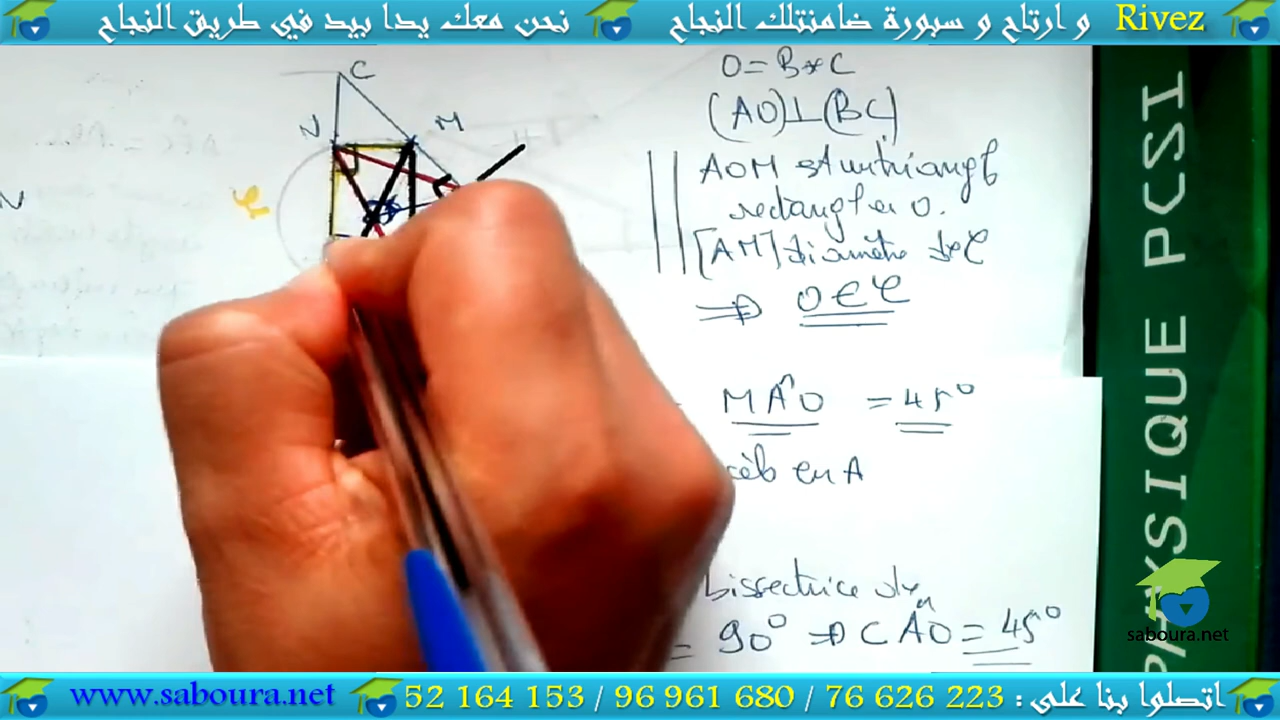 نحن معك يدا بيد في طريق النجاح
و ارتاح و سبورة ضامنتلك النجاح Rivez
C
N
M
N
O = B * C
(AO)⊥(BC)
AOM est un triangle
rectangle en O.
[AM] diamètre de C
⇒ O ∈ C
MÂO = 45°
en A
bissectrice de
= 90° ⇒ CÂO = 45°
PHYSIQUE PCSI
saboura.net
www.saboura.net
52 164 153 / 96 961 680 / 76 626 223 : اتصلوا بنا على